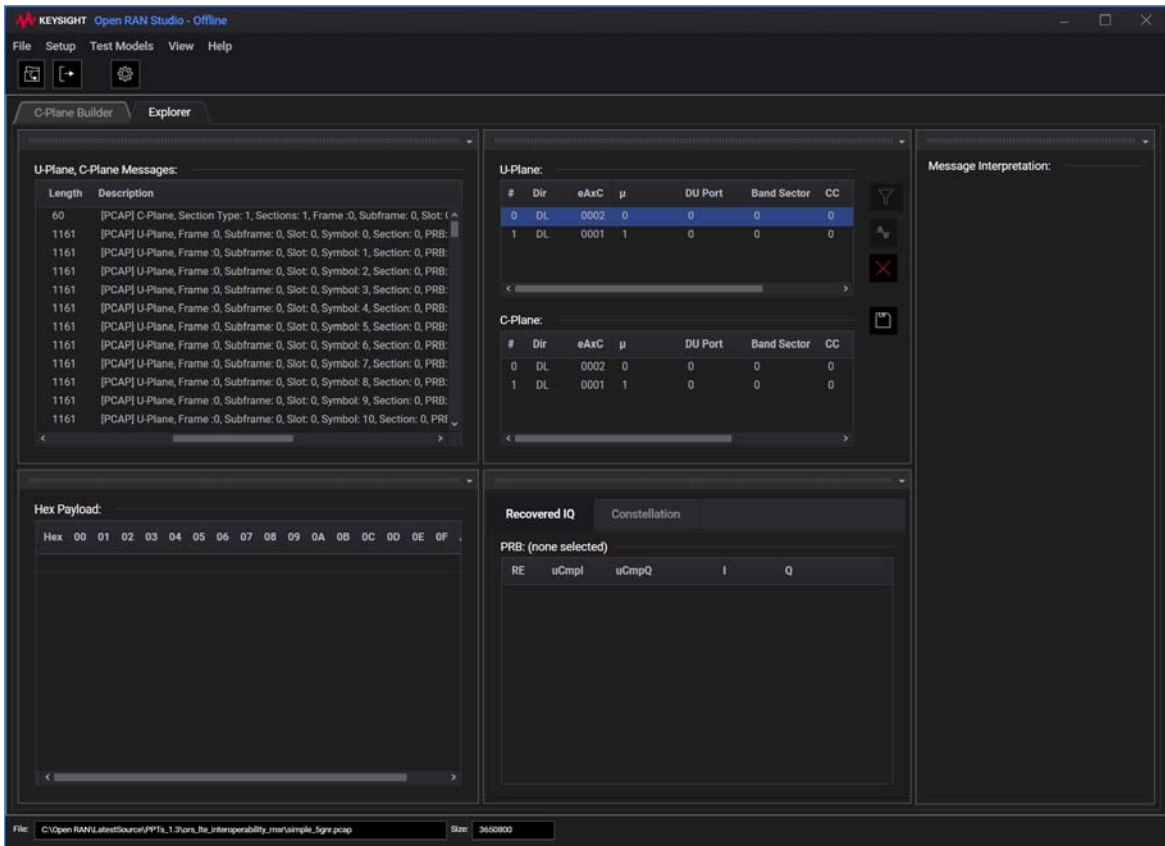 KEYSIGHT Open RAN Studio - Offline
File Setup Test Models View Help
C-Plane Builder Explorer
U-Plane, C-Plane Messages:
Length Description
60 [PCAP] C-Plane, Section Type: 1, Sections: 1, Frame :0, Subframe: 0, Slot: (
1161 [PCAP] U-Plane, Frame :0, Subframe: 0, Slot: 0, Symbol: 0, Section: 0, PRB:
1161 [PCAP] U-Plane, Frame :0, Subframe: 0, Slot: 0, Symbol: 1, Section: 0, PRB:
1161 [PCAP] U-Plane, Frame :0, Subframe: 0, Slot: 0, Symbol: 2, Section: 0, PRB:
1161 [PCAP] U-Plane, Frame :0, Subframe: 0, Slot: 0, Symbol: 3, Section: 0, PRB:
1161 [PCAP] U-Plane, Frame :0, Subframe: 0, Slot: 0, Symbol: 4, Section: 0, PRB:
1161 [PCAP] U-Plane, Frame :0, Subframe: 0, Slot: 0, Symbol: 5, Section: 0, PRB:
1161 [PCAP] U-Plane, Frame :0, Subframe: 0, Slot: 0, Symbol: 6, Section: 0, PRB:
1161 [PCAP] U-Plane, Frame :0, Subframe: 0, Slot: 0, Symbol: 7, Section: 0, PRB:
1161 [PCAP] U-Plane, Frame :0, Subframe: 0, Slot: 0, Symbol: 8, Section: 0, PRB:
1161 [PCAP] U-Plane, Frame :0, Subframe: 0, Slot: 0, Symbol: 9, Section: 0, PRB:
1161 [PCAP] U-Plane, Frame :0, Subframe: 0, Slot: 0, Symbol: 10, Section: 0, PRE
U-Plane:
# Dir eAxC μ DU Port Band Sector CC
0 DL 0002 0 0 0 0
1 DL 0001 1 0 0 0
C-Plane:
# Dir eAxC μ DU Port Band Sector CC
0 DL 0002 0 0 0 0
1 DL 0001 1 0 0 0
Message Interpretation:
Hex Payload:
Hex 00 01 02 03 04 05 06 07 08 09 0A 0B 0C 0D 0E 0F
Recovered IQ Constellation
PRB: (none selected)
RE uCmpI uCmpQ I Q
File: C:\Open RAN\LatestSource\PPTs_1.3\ors_lte_interoperability_msr\simple_5gnr.pcap Size: 3650800